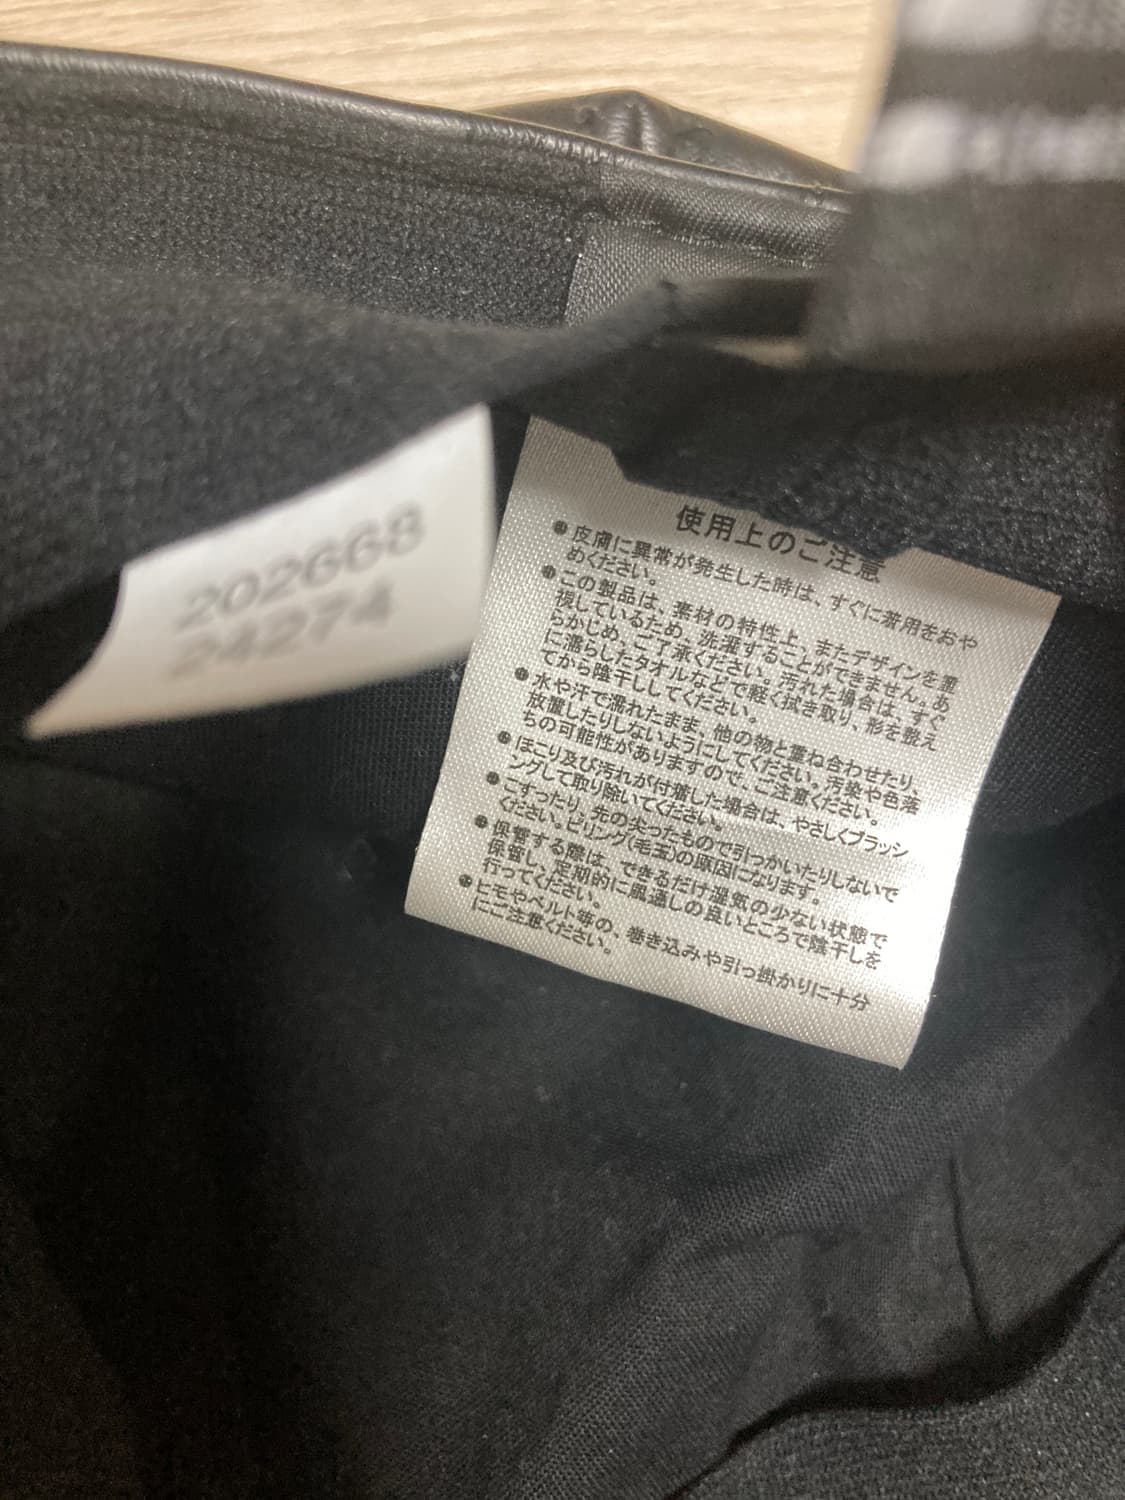 202668
24274
使用上のご注意
●皮膚に異常が発生した時は、すぐに着用をおや
めください。
●この製品は、素材の特性上、またデザインを重
視しているため、洗濯することができません。あ
らかじめ、ご了承ください。汚れた場合は、すぐ
に濡らしたタオルなどで軽く拭き取り、形を整え
てから陰干ししてください。
●水や汗で濡れたまま、他の物と重ね合わせたり、
放置したりしないようにしてください。汚染や色落
ちの可能性がありますので、ご注意ください。
●ほこり及び汚れが付着した場合は、やさしくブラッシ
ングして取り除いてください。
●こすったり、先の尖ったもので引っかいたりしないで
ください。ピリング(毛玉)の原因になります。
●保管する際は、できるだけ湿気の少ない状態で
保管し、定期的に風通しの良いところで陰干しを
行ってください。
●ヒモやベルト等の、巻き込みや引っ掛かりに十分
にご注意ください。